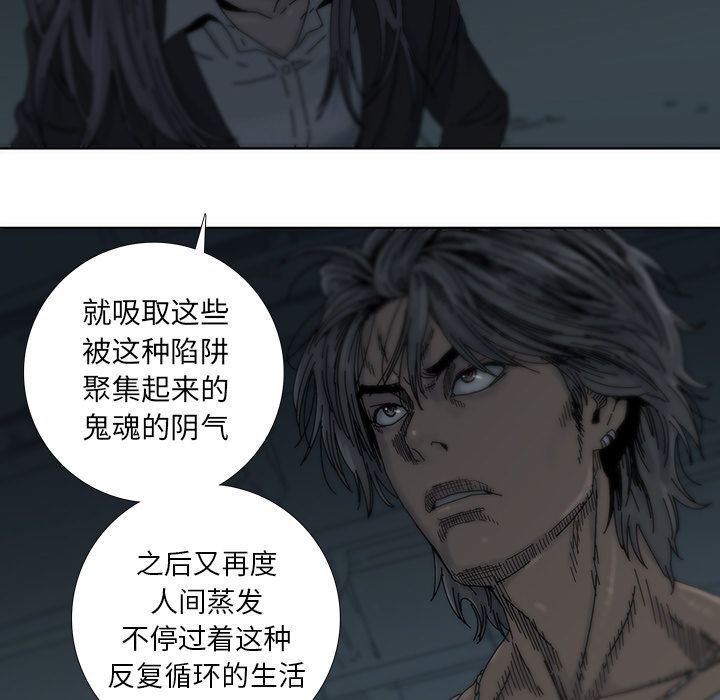 就吸取这些
被这种陷阱
聚集起来的
鬼魂的阴气
之后又再度
人间蒸发
不停过着这种
反复循环的生活